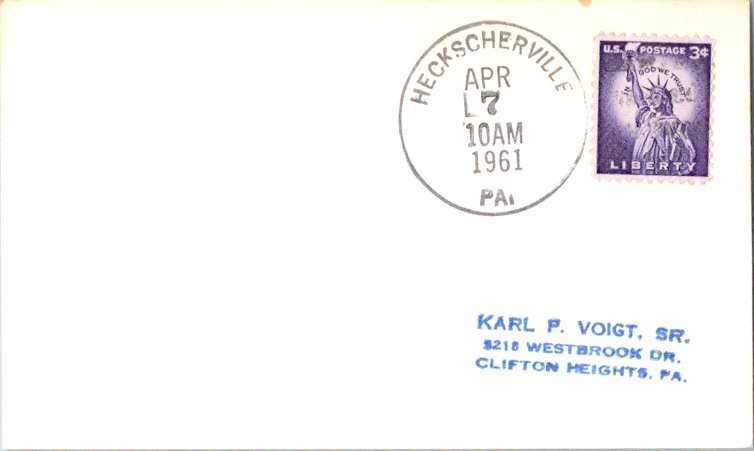 HECKSCHERVILLE
APR
7
10AM
1961
PA.
U.S. POSTAGE 3¢
IN GOD WE TRUST
LIBERTY
KARL P. VOIGT, SR.
5218 WESTBROOK DR.
CLIFTON HEIGHTS, PA.